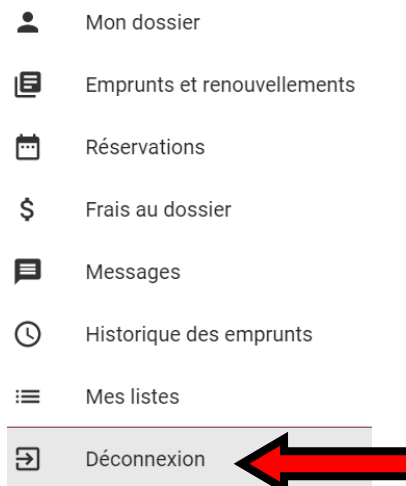 Mon dossier
Emprunts et renouvellements
Réservations
$ Frais au dossier
Messages
Historique des emprunts
Mes listes
Déconnexion